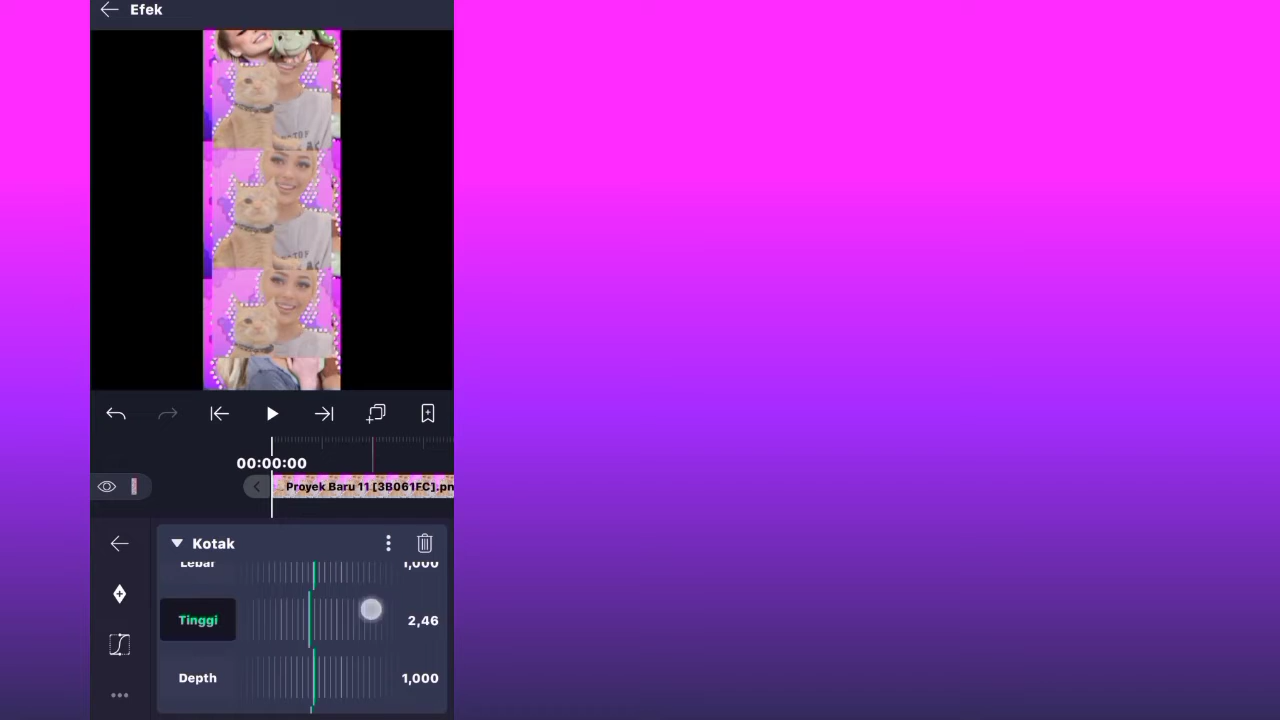 Efek
00:00:00
Proyek Baru 11 [3B061FC].pn
Kotak
Lebar 1,000
Tinggi 2,46
Depth 1,000